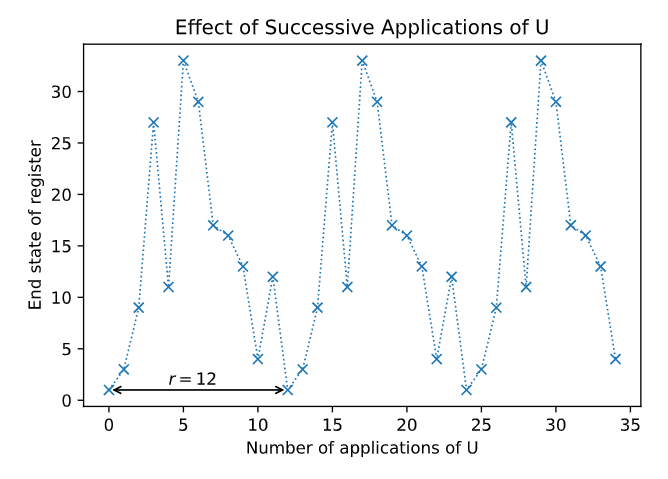 Effect of Successive Applications of U
End state of register
30
25
20
15
10
5
0
r = 12
0 5 10 15 20 25 30 35
Number of applications of U